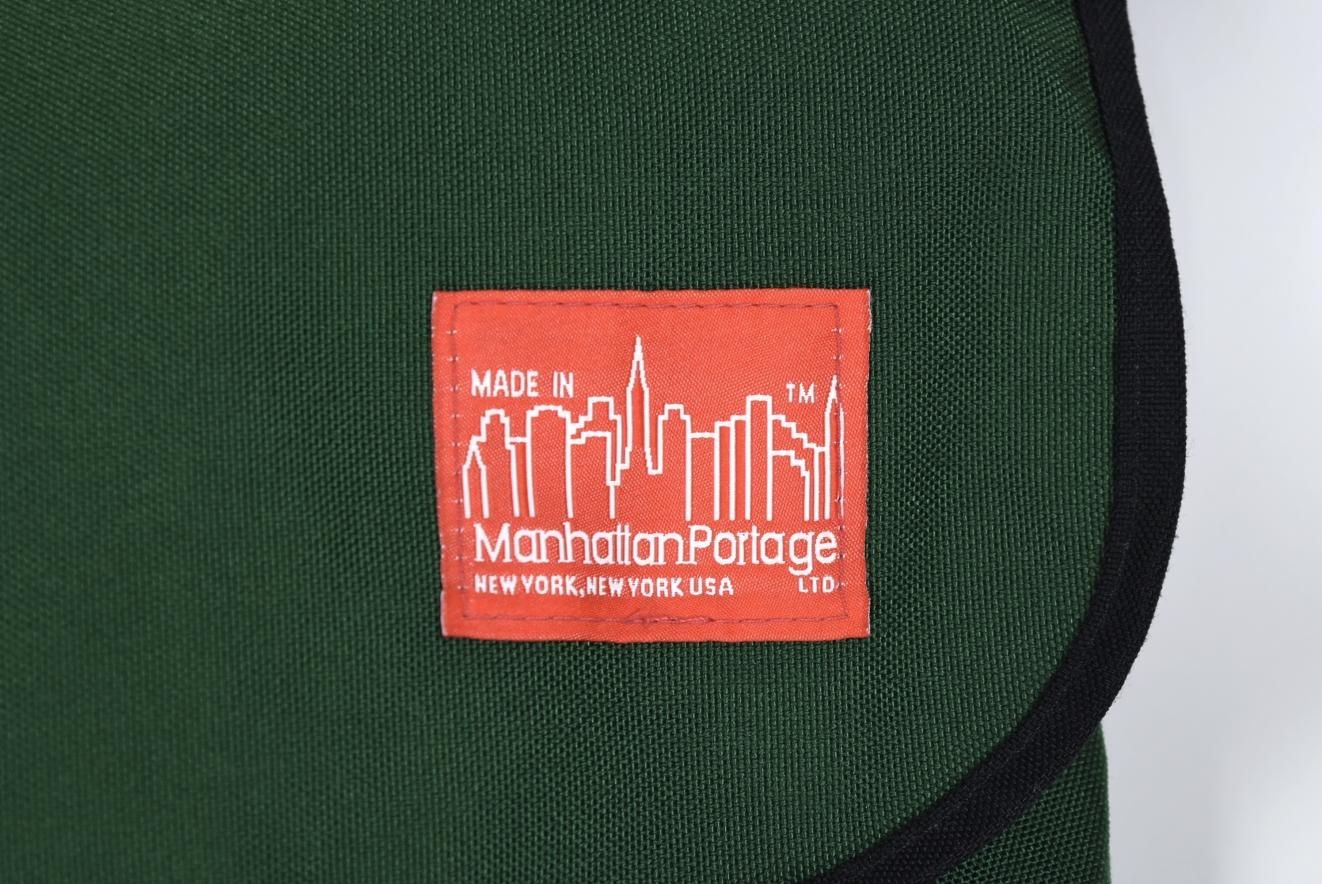 MADE IN
TM
ManhattanPortage
NEW YORK, NEW YORK USA LTD